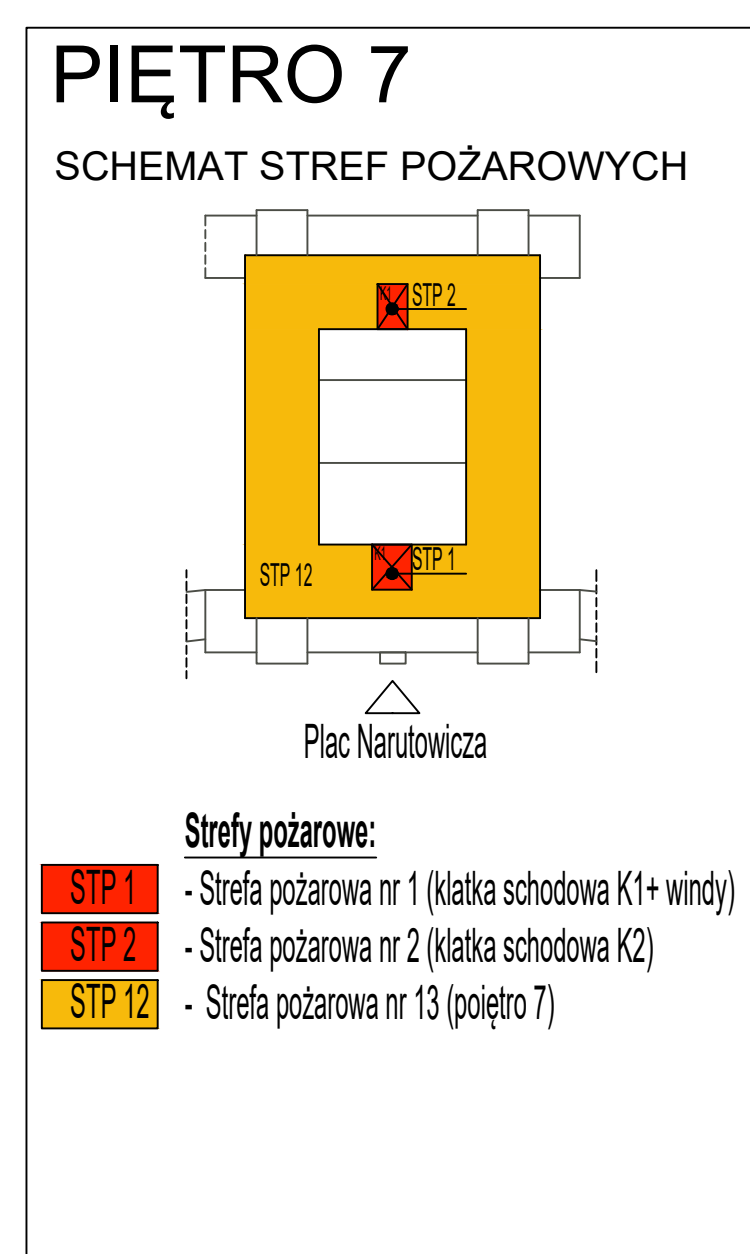 PIĘTRO 7
SCHEMAT STREF POŻAROWYCH
K1
STP 2
K1
STP 1
STP 12
Plac Narutowicza
Strefy pożarowe:
STP 1 - Strefa pożarowa nr 1 (klatka schodowa K1+ windy)
STP 2 - Strefa pożarowa nr 2 (klatka schodowa K2)
STP 12 - Strefa pożarowa nr 13 (poiętro 7)